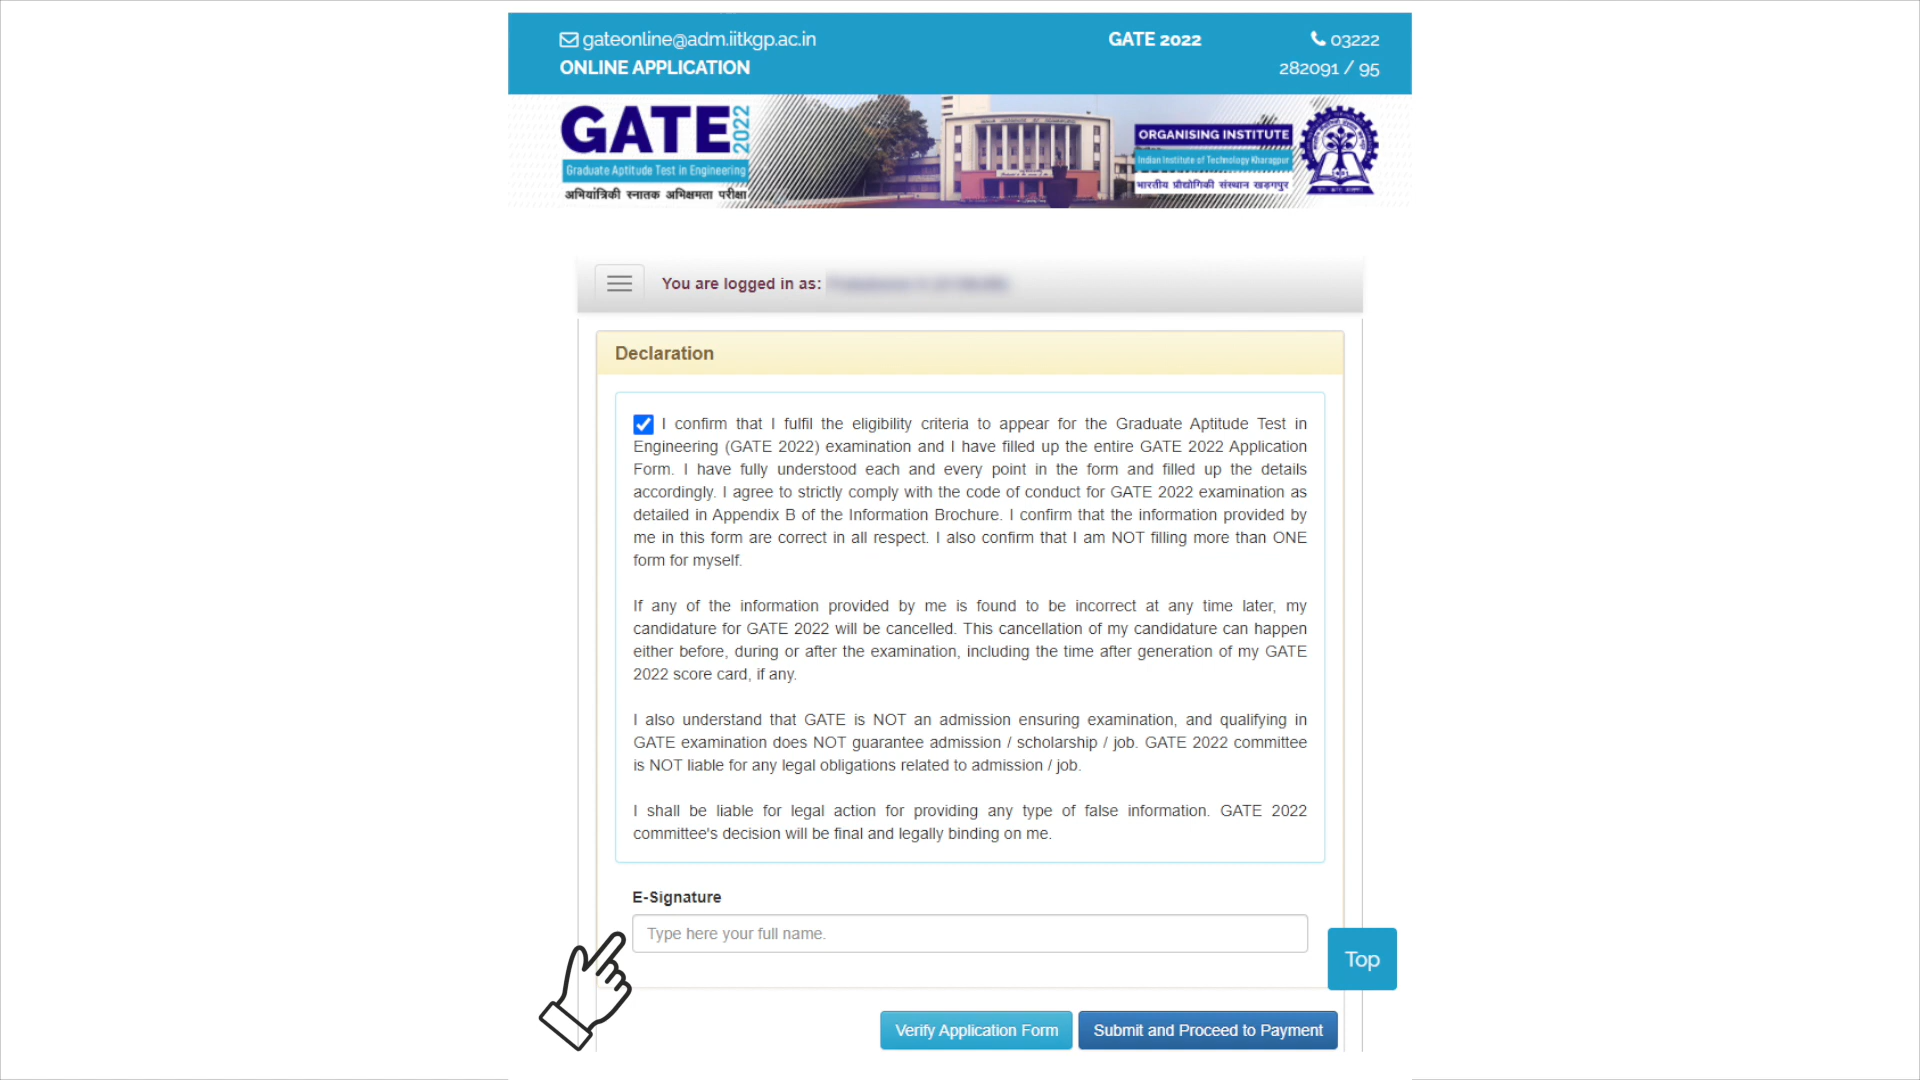 gateonline@adm.iitkgp.ac.in
ONLINE APPLICATION
GATE 2022
03222
282091 / 95
GATE 2022
Graduate Aptitude Test in Engineering
अभियांत्रिकी स्नातक अभिक्षमता परीक्षा
ORGANISING INSTITUTE
Indian Institute of Technology Kharagpur
भारतीय प्रौद्योगिकी संस्थान खड़गपुर
You are logged in as:
Declaration
I confirm that I fulfil the eligibility criteria to appear for the Graduate Aptitude Test in
Engineering (GATE 2022) examination and I have filled up the entire GATE 2022 Application
Form. I have fully understood each and every point in the form and filled up the details
accordingly. I agree to strictly comply with the code of conduct for GATE 2022 examination as
detailed in Appendix B of the Information Brochure. I confirm that the information provided by
me in this form are correct in all respect. I also confirm that I am NOT filling more than ONE
form for myself.
If any of the information provided by me is found to be incorrect at any time later, my
candidature for GATE 2022 will be cancelled. This cancellation of my candidature can happen
either before, during or after the examination, including the time after generation of my GATE
2022 score card, if any.
I also understand that GATE is NOT an admission ensuring examination, and qualifying in
GATE examination does NOT guarantee admission / scholarship / job. GATE 2022 committee
is NOT liable for any legal obligations related to admission / job.
I shall be liable for legal action for providing any type of false information. GATE 2022
committee's decision will be final and legally binding on me.
E-Signature
Type here your full name.
Top
Verify Application Form
Submit and Proceed to Payment